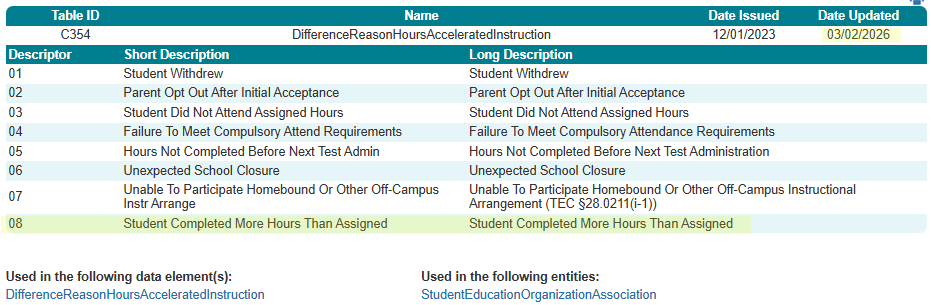 Table ID Name Date Issued Date Updated
C354 DifferenceReasonHoursAcceleratedInstruction 12/01/2023 03/02/2026
Descriptor Short Description Long Description
01 Student Withdrew Student Withdrew
02 Parent Opt Out After Initial Acceptance Parent Opt Out After Initial Acceptance
03 Student Did Not Attend Assigned Hours Student Did Not Attend Assigned Hours
04 Failure To Meet Compulsory Attend Requirements Failure To Meet Compulsory Attendance Requirements
05 Hours Not Completed Before Next Test Admin Hours Not Completed Before Next Test Administration
06 Unexpected School Closure Unexpected School Closure
07 Unable To Participate Homebound Or Other Off-Campus Unable To Participate Homebound Or Other Off-Campus Instructional
Instr Arrange Arrangement (TEC §28.0211(i-1))
08 Student Completed More Hours Than Assigned Student Completed More Hours Than Assigned
Used in the following data element(s): Used in the following entities:
DifferenceReasonHoursAcceleratedInstruction StudentEducationOrganizationAssociation